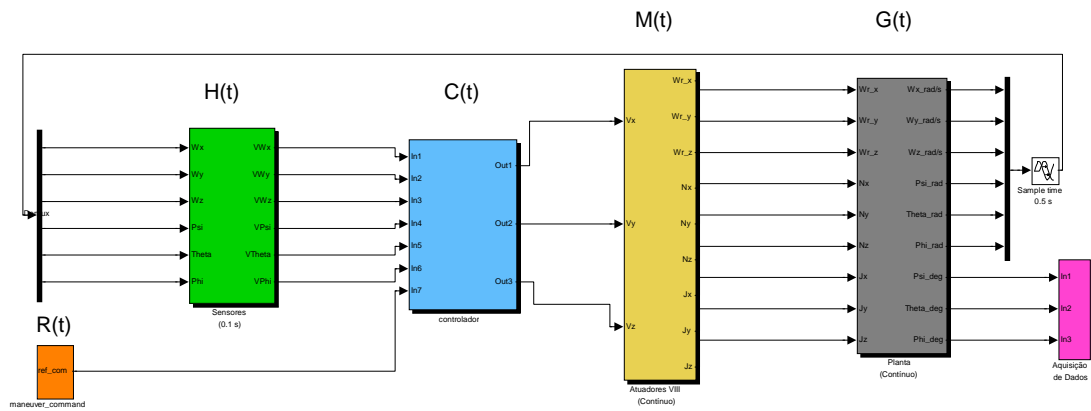 M(t)
G(t)
H(t)
C(t)
Demux
Wx
Wy
Wz
Psi
Theta
Phi
VWx
VWy
VWz
VPsi
VTheta
VPhi
Sensores
(0.1 s)
In1
In2
In3
In4
In5
In6
In7
Out1
Out2
Out3
controlador
Vx
Vy
Vz
Wr_x
Wr_y
Wr_z
Nx
Ny
Nz
Jx
Jy
Jz
Atuadores VIII
(Contínuo)
Wr_x
Wr_y
Wr_z
Nx
Ny
Nz
Jx
Jy
Jz
Wx_rad/s
Wy_rad/s
Wz_rad/s
Psi_rad
Theta_rad
Phi_rad
Psi_deg
Theta_deg
Phi_deg
Planta
(Contínuo)
Sample time
0.5 s
In1
In2
In3
Aquisição
de Dados
R(t)
ref_com
maneuver_command